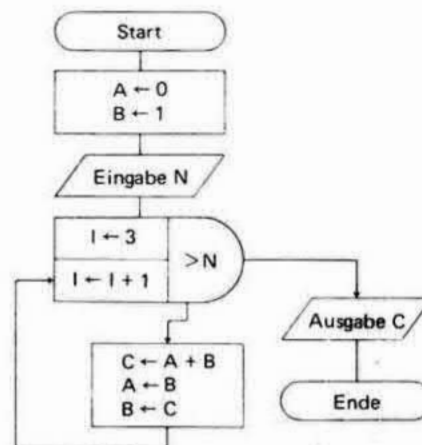 Start
A ← 0
B ← 1
Eingabe N
I ← 3
I ← I + 1
> N
C ← A + B
A ← B
B ← C
Ausgabe C
Ende